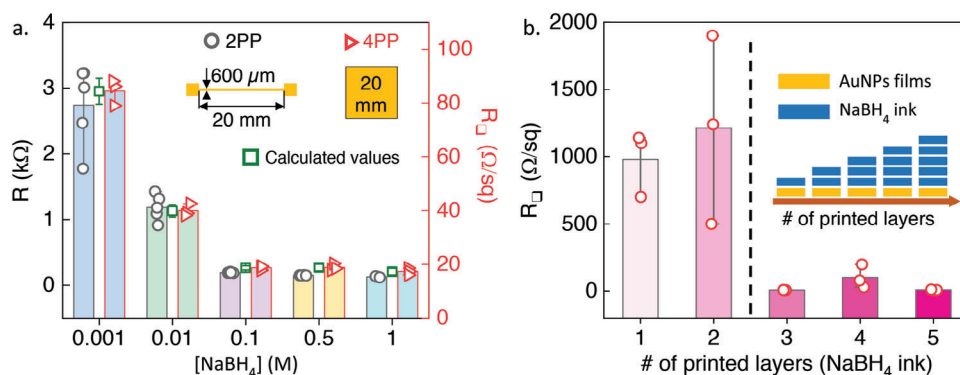 a.
4
3
2
1
0
R (kΩ)
2PP
4PP
600 µm
20 mm
20
mm
Calculated values
100
80
60
40
20
0
R□ (Ω/sq)
0.001 0.01 0.1 0.5 1
[NaBH4] (M)
b.
2000
1500
1000
500
0
R□ (Ω/sq)
AuNPs films
NaBH4 ink
# of printed layers
1 2 3 4 5
# of printed layers (NaBH4 ink)